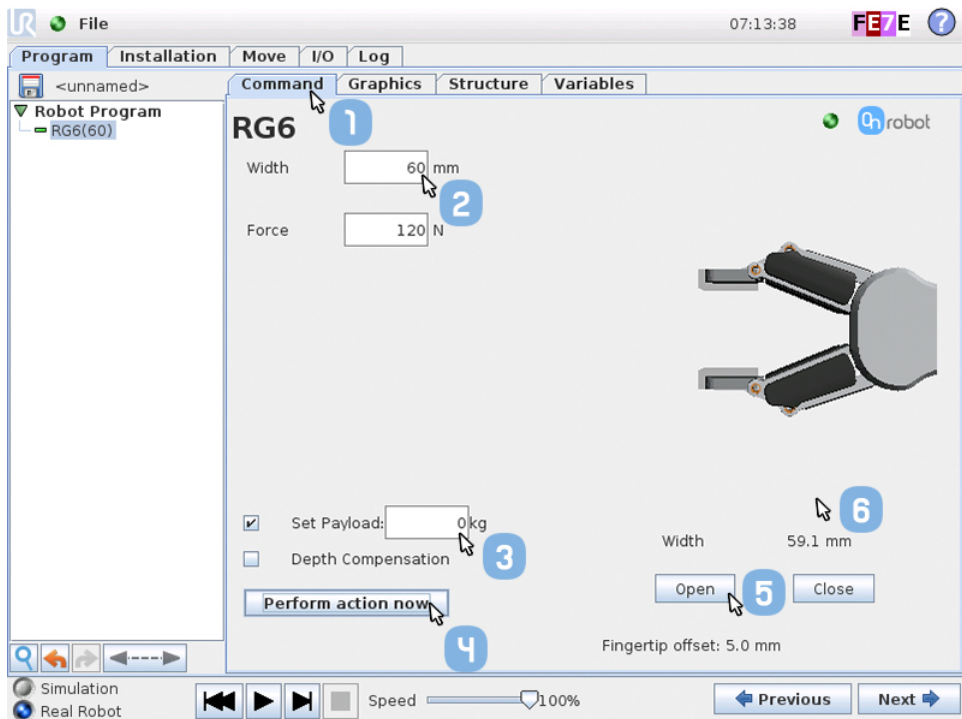 UR File 07:13:38 FE7E ?
Program Installation Move I/O Log
<unnamed> Command Graphics Structure Variables
Robot Program
RG6(60)
1
RG6 On robot
Width 60 mm
2
Force 120 N
Set Payload: 0 kg
3
Depth Compensation
Perform action now
4
6
Width 59.1 mm
Open Close
5
Fingertip offset: 5.0 mm
Simulation
Real Robot
Speed 100%
Previous Next